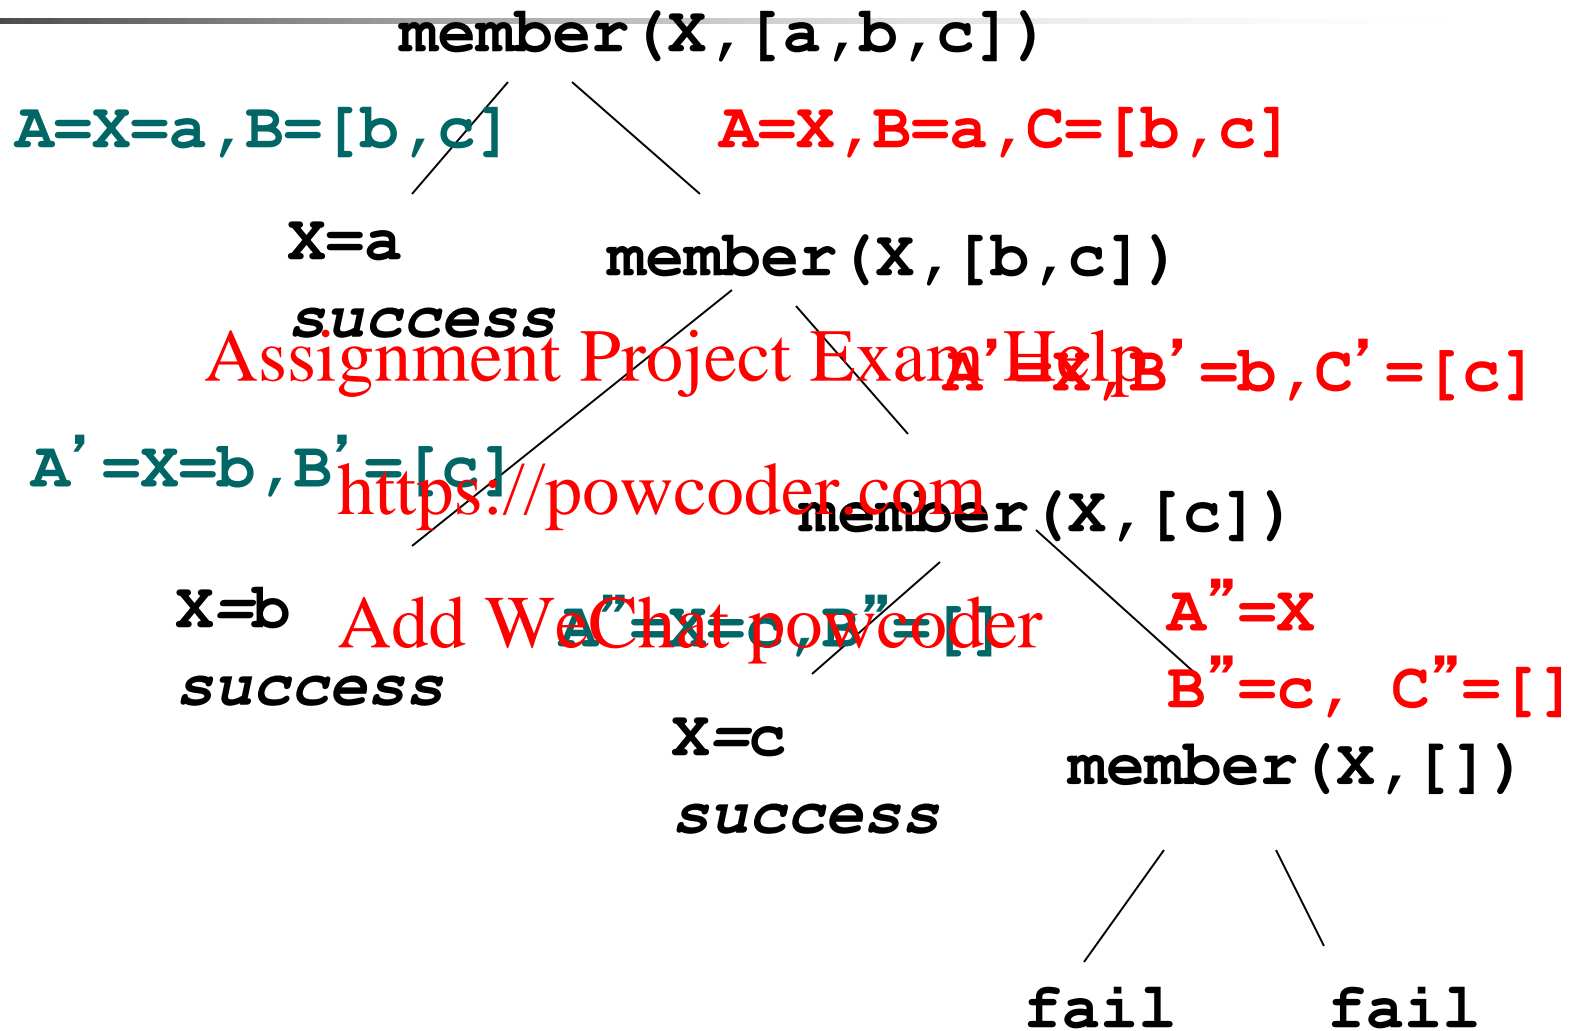 member(X,[a,b,c])
A=X=a,B=[b,c]
A=X,B=a,C=[b,c]
X=a
success
member(X,[b,c])
Assignment Project Exam Help
A’=X,B’=b,C’=[c]
A’=X=b,B’=[c]
https://powcoder.com
member(X,[c])
X=b
success
Add WeChat powcoder
A”=X=c,B”=[]
A”=X
B”=c, C”=[]
X=c
success
member(X,[])
fail
fail